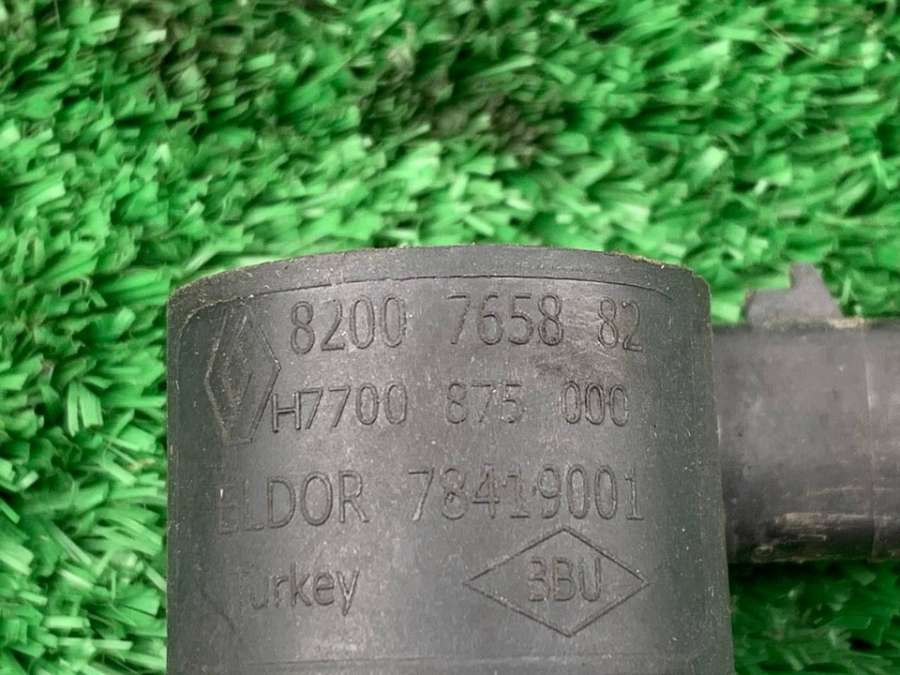 8200 7658 82
H7700 875 000
ELDOR 78419001
Turkey BBU